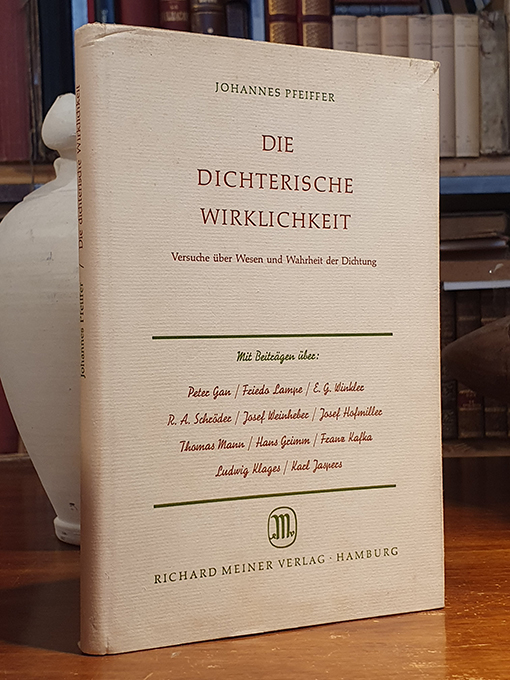 JOHANNES PFEIFFER
DIE
DICHTERISCHE
WIRKLICHKEIT
Versuche über Wesen und Wahrheit der Dichtung
Mit Beiträgen über:
Peter Gan / Friedo Lampe / E. G. Winkler
R. A. Schröder / Josef Weinheber / Josef Hofmiller
Thomas Mann / Hans Grimm / Franz Kafka
Ludwig Klages / Karl Jaspers
RICHARD MEINER VERLAG · HAMBURG
Johannes Pfeiffer / Die dichterische Wirklichkeit